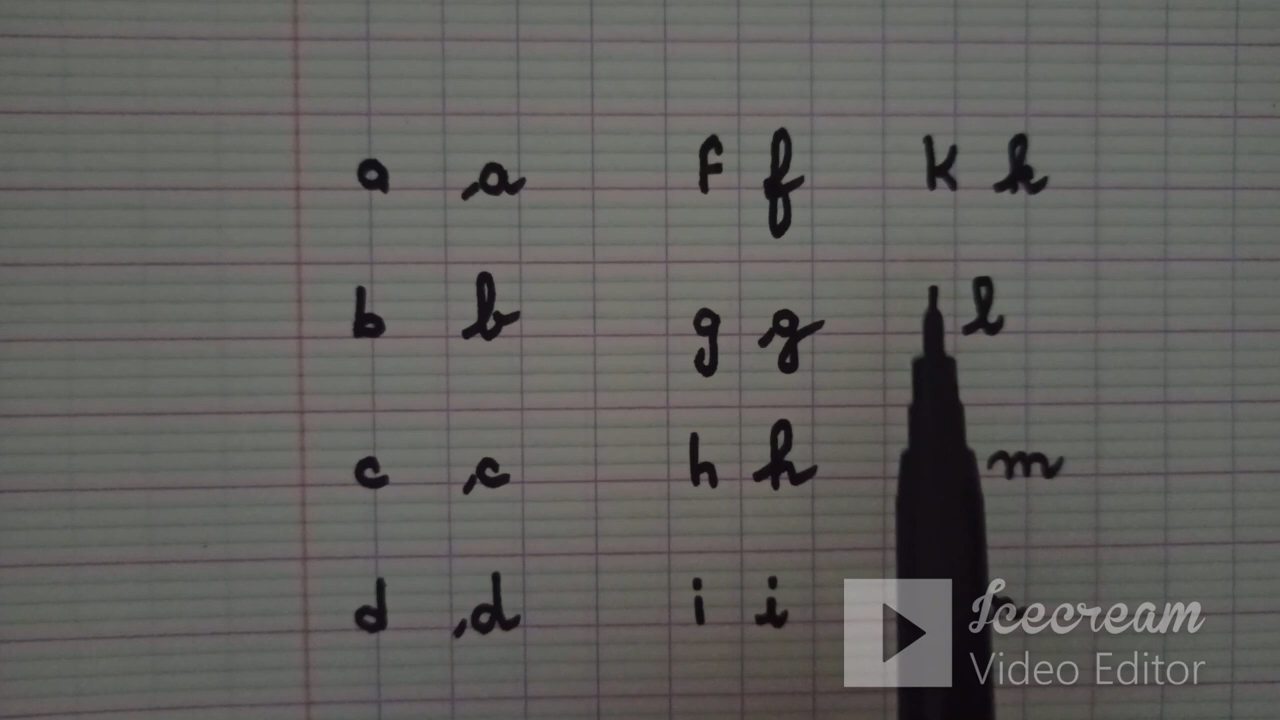 a a f f k k
b b g g l
c c h h m
d d i i
Icecream
Video Editor